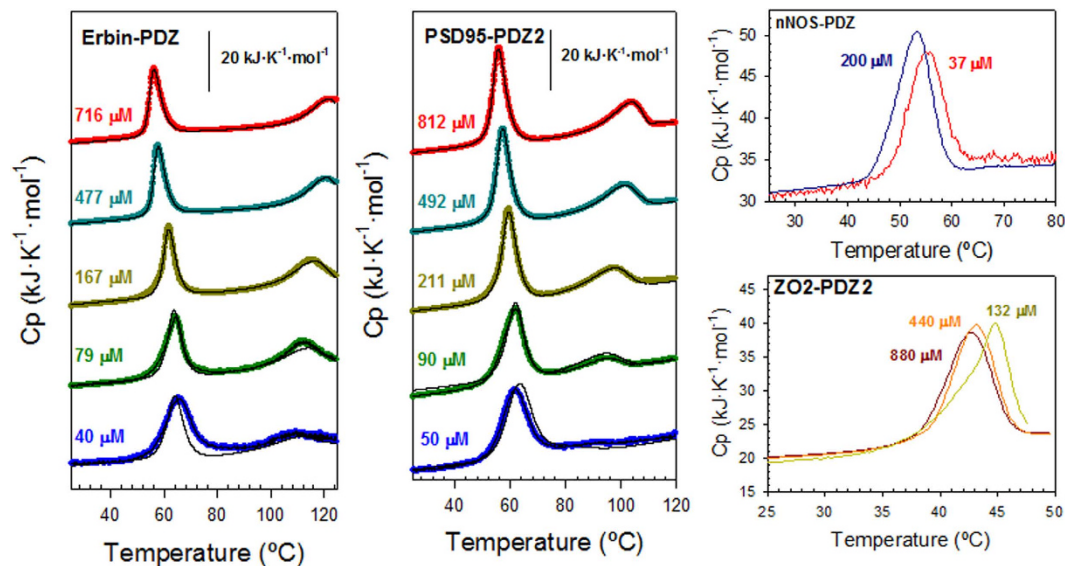 Erbin-PDZ
20 kJ·K⁻¹·mol⁻¹
716 µM
477 µM
167 µM
79 µM
40 µM
Cp (kJ·K⁻¹·mol⁻¹)
40 60 80 100 120
Temperature (ºC)
PSD95-PDZ2
20 kJ·K⁻¹·mol⁻¹
812 µM
492 µM
211 µM
90 µM
50 µM
Cp (kJ·K⁻¹·mol⁻¹)
40 60 80 100 120
Temperature (ºC)
nNOS-PDZ
200 µM
37 µM
50
45
40
35
30
Cp (kJ·K⁻¹·mol⁻¹)
30 40 50 60 70 80
Temperature (ºC)
ZO2-PDZ2
440 µM
132 µM
880 µM
45
40
35
30
25
20
15
Cp (kJ·K⁻¹·mol⁻¹)
25 30 35 40 45 50
Temperature (ºC)